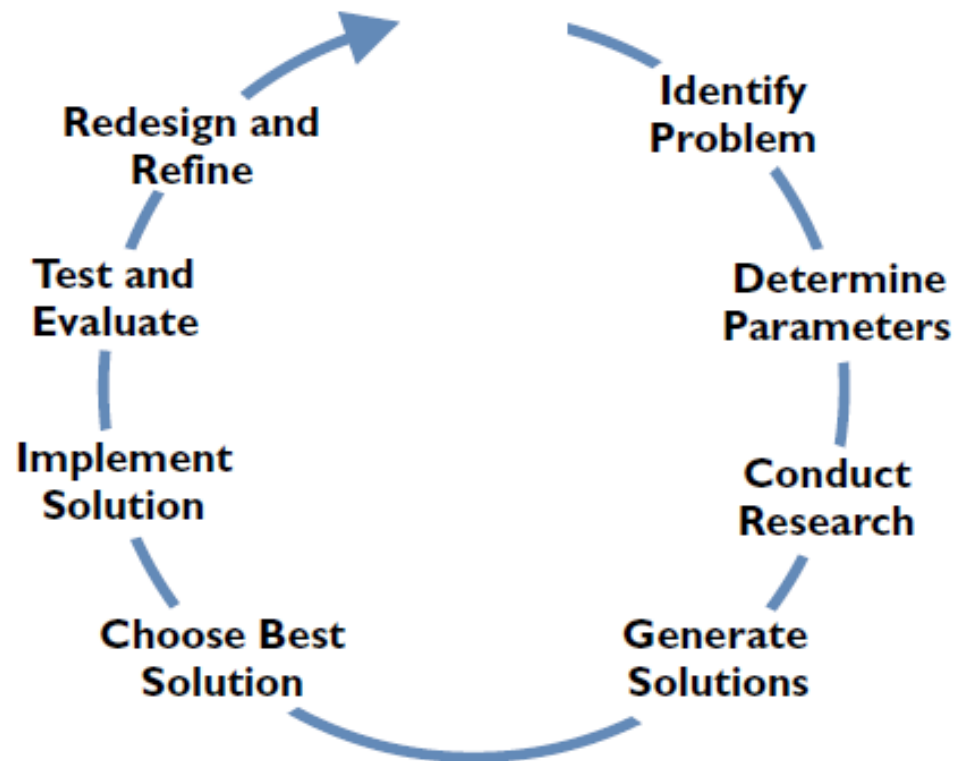 Identify
Problem
Determine
Parameters
Conduct
Research
Generate
Solutions
Choose Best
Solution
Implement
Solution
Test and
Evaluate
Redesign and
Refine